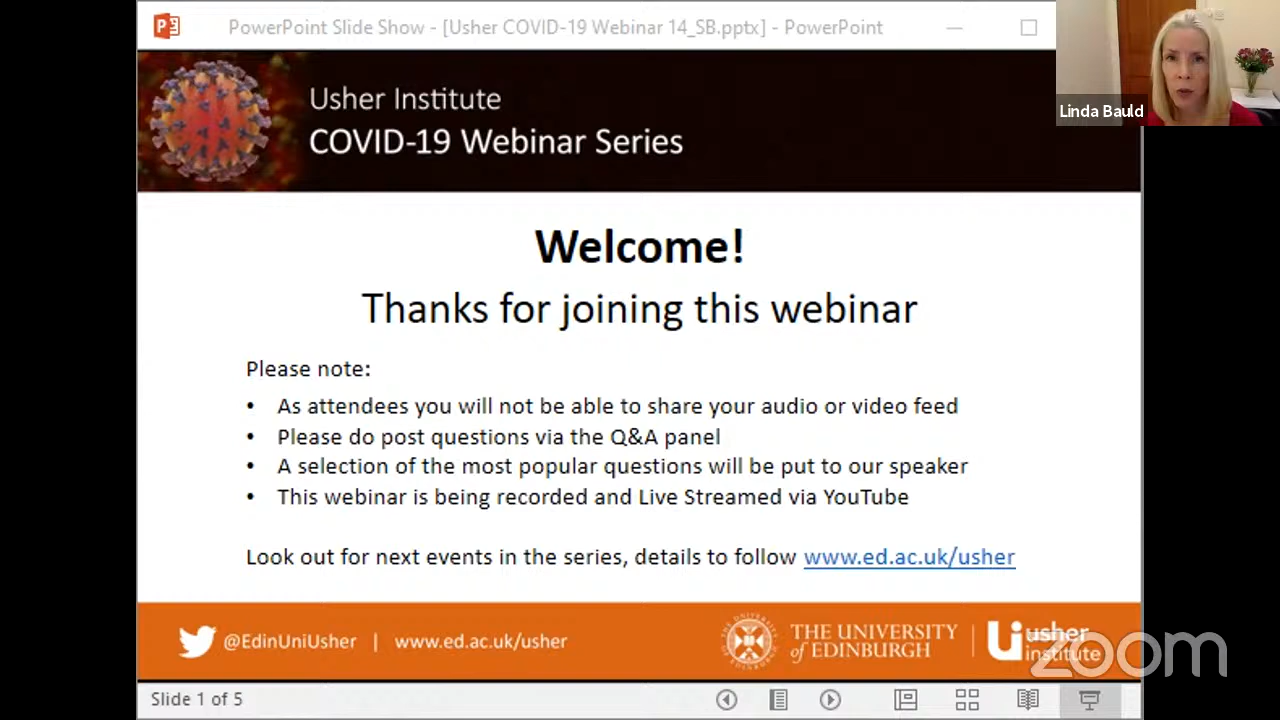 PowerPoint Slide Show - [Usher COVID-19 Webinar 14_SB.pptx] - PowerPoint
Linda Bauld
Usher Institute
COVID-19 Webinar Series
Welcome!
Thanks for joining this webinar
Please note:
• As attendees you will not be able to share your audio or video feed
• Please do post questions via the Q&A panel
• A selection of the most popular questions will be put to our speaker
• This webinar is being recorded and Live Streamed via YouTube
Look out for next events in the series, details to follow www.ed.ac.uk/usher
@EdinUniUsher | www.ed.ac.uk/usher
THE UNIVERSITY
of EDINBURGH
usher
institute
zoom
Slide 1 of 5